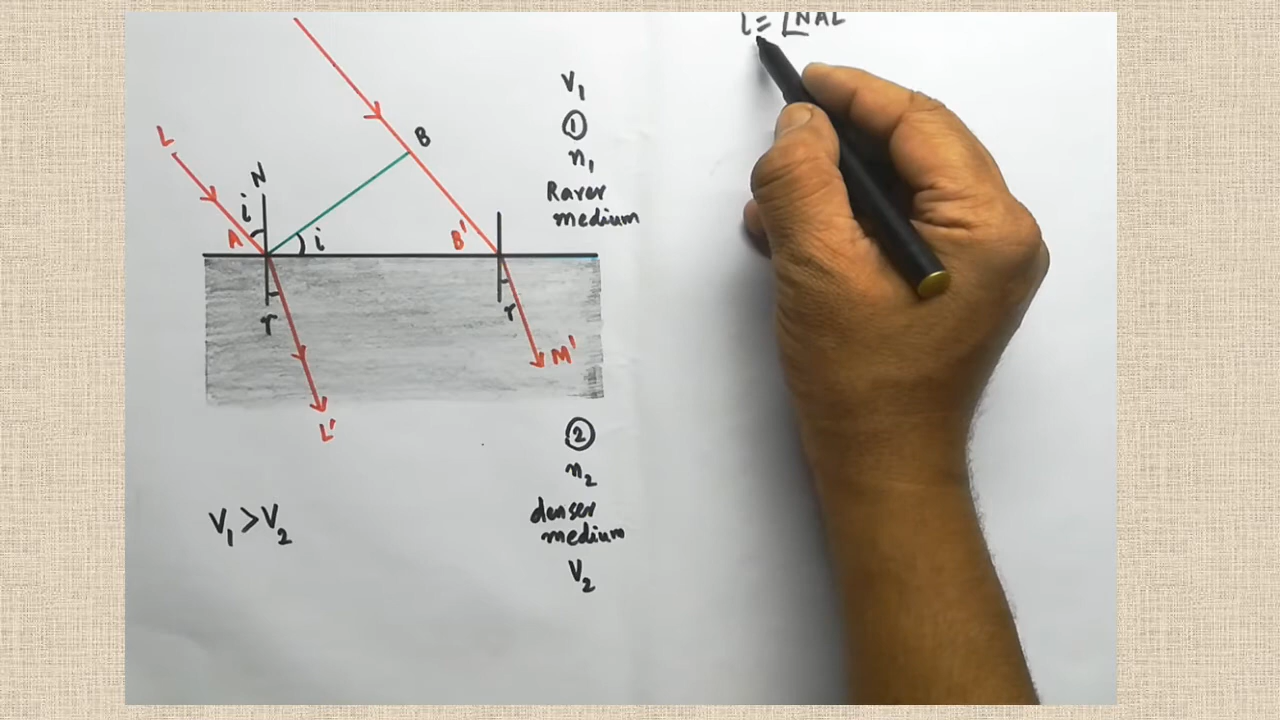 i = ∠NAL
V₁
①
n₁
Rarer
medium
B
L
N
i
A
i
B'
r
r
M'
L'
②
n₂
denser
medium
V₂
V₁ > V₂